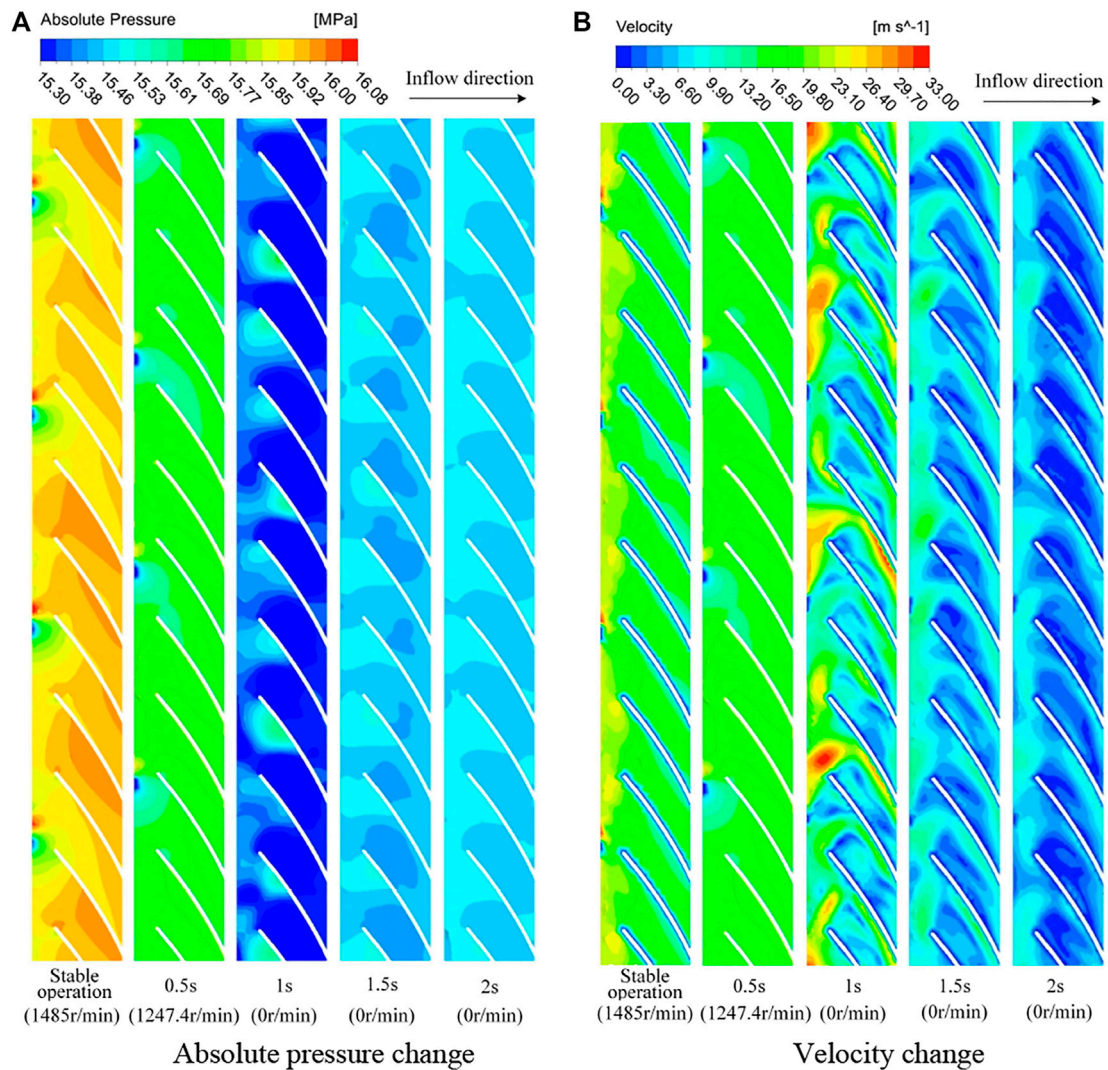 A
Absolute Pressure [MPa]
15.30 15.38 15.46 15.53 15.61 15.69 15.77 15.85 15.92 16.00 16.08
Inflow direction
Stable
operation
(1485r/min)
0.5s
(1247.4r/min)
1s
(0r/min)
1.5s
(0r/min)
2s
(0r/min)
Absolute pressure change
B
Velocity [m s^-1]
0.00 3.30 6.60 9.90 13.20 16.50 19.80 23.10 26.40 29.70 33.00
Inflow direction
Stable
operation
(1485r/min)
0.5s
(1247.4r/min)
1s
(0r/min)
1.5s
(0r/min)
2s
(0r/min)
Velocity change